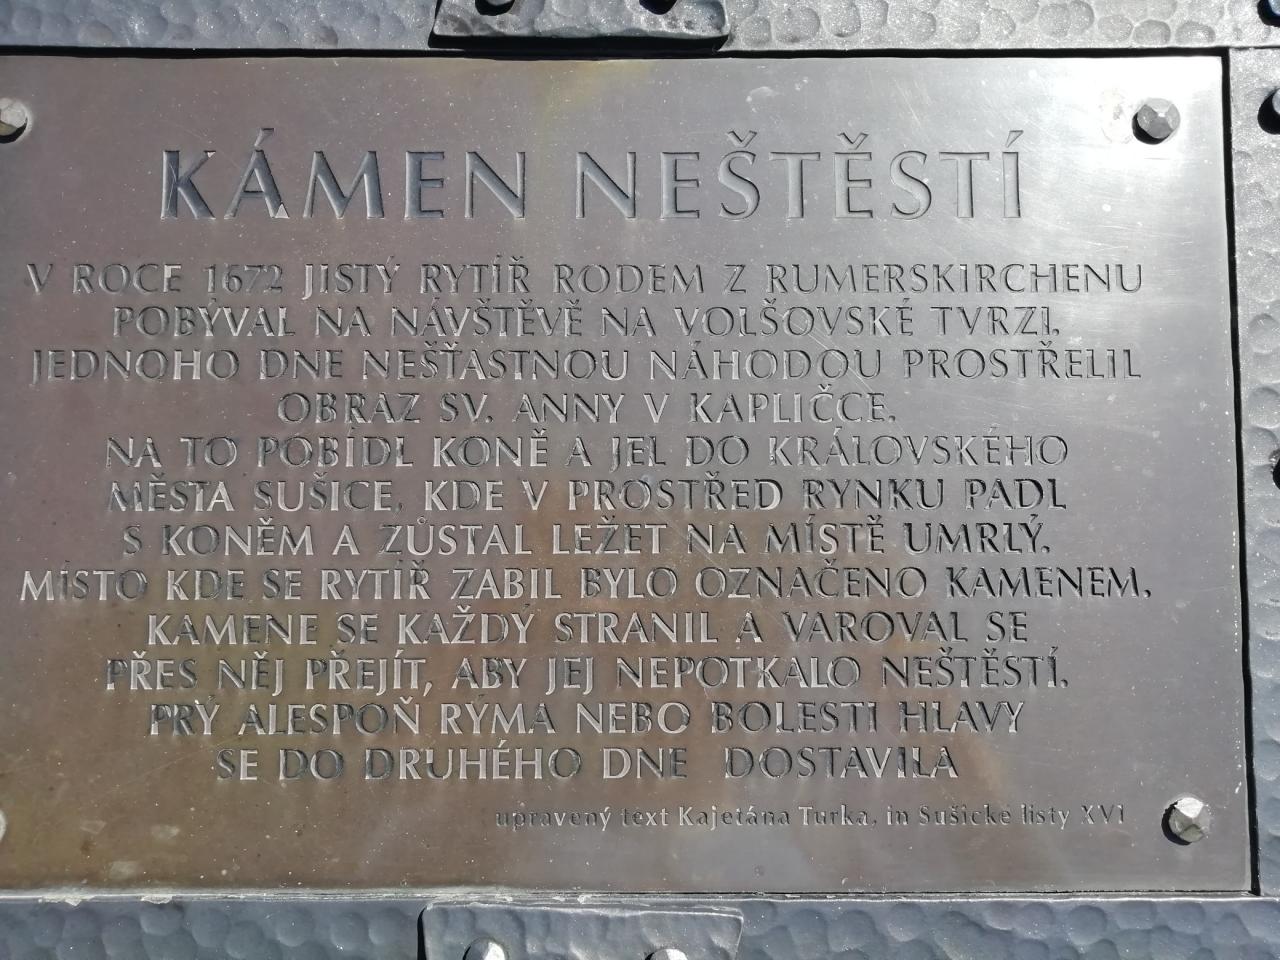 KÁMEN NEŠTĚSTÍ
V ROCE 1672 JISTÝ RYTÍŘ RODEM Z RUMERSKIRCHENU
POBÝVAL NA NÁVŠTĚVĚ NA VOLŠOVSKÉ TVRZI.
JEDNOHO DNE NEŠŤASTNOU NÁHODOU PROSTŘELIL
OBRAZ SV. ANNY V KAPLIČCE.
NA TO POBÍDL KONĚ A JEL DO KRÁLOVSKÉHO
MĚSTA SUŠICE, KDE V PROSTŘED RYNKU PADL
S KONĚM A ZŮSTAL LEŽET NA MÍSTĚ UMRLÝ.
MÍSTO KDE SE RYTÍŘ ZABIL BYLO OZNAČENO KAMENEM.
KAMENE SE KAŽDÝ STRANIL A VAROVAL SE
PŘES NĚJ PŘEJÍT, ABY JEJ NEPOTKALO NEŠTĚSTÍ.
PRÝ ALESPOŇ RÝMA NEBO BOLESTI HLAVY
SE DO DRUHÉHO DNE DOSTAVILA
upravený text Kajetána Turka, in Sušické listy XVI